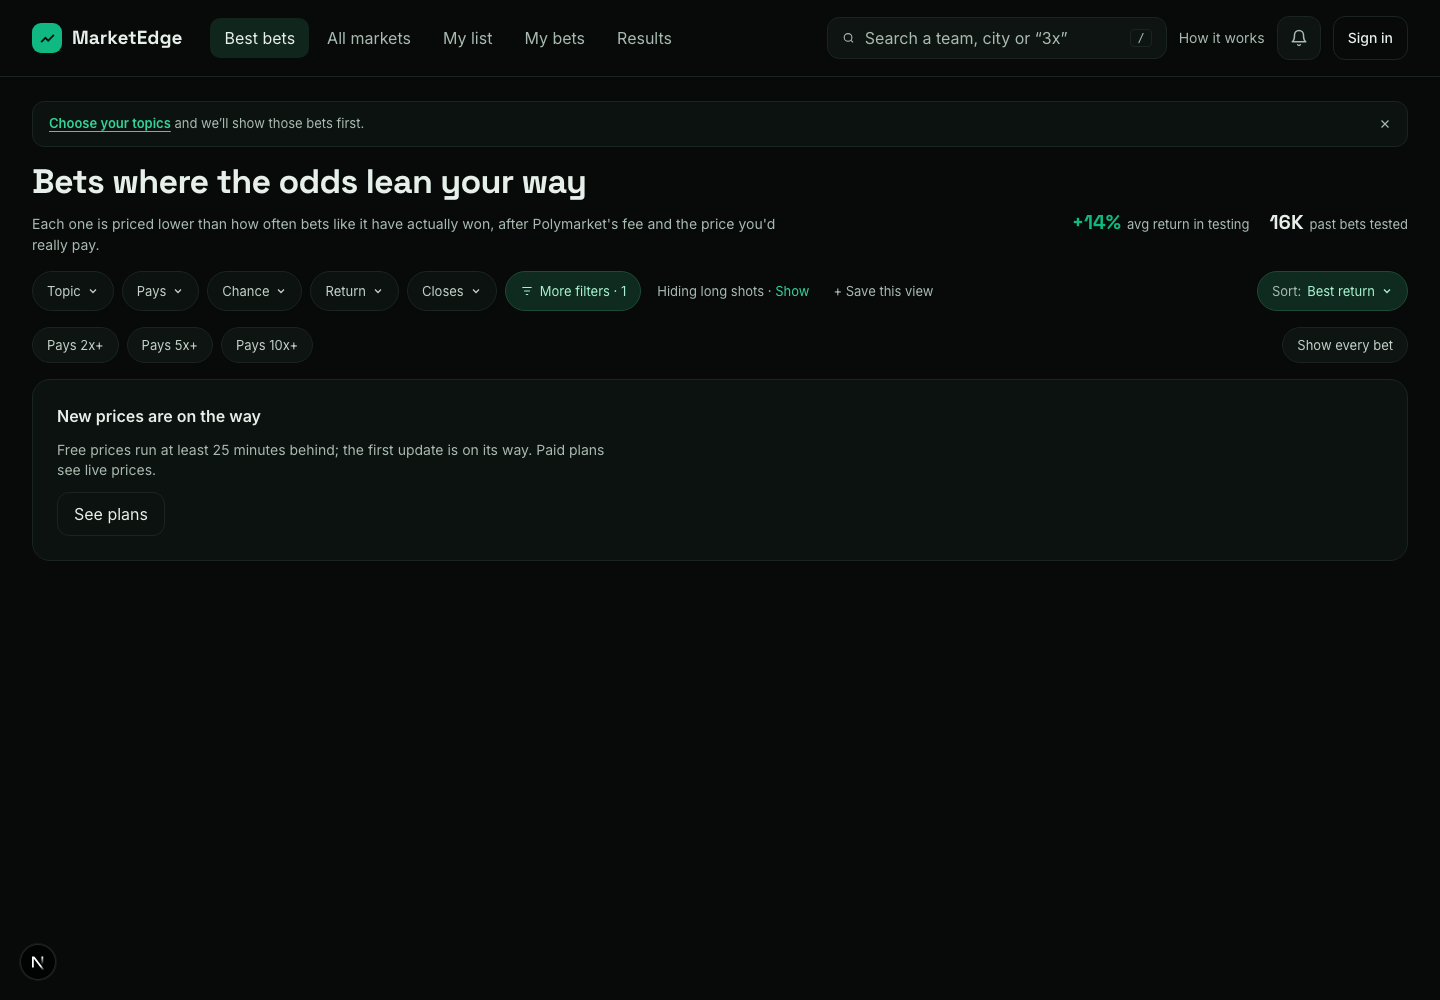 MarketEdge
Best bets
All markets
My list
My bets
Results
Search a team, city or “3x”
/
How it works
Sign in
Choose your topics and we’ll show those bets first.
×
Bets where the odds lean your way
Each one is priced lower than how often bets like it have actually won, after Polymarket's fee and the price you'd
really pay.
+14% avg return in testing
16K past bets tested
Topic
Pays
Chance
Return
Closes
More filters · 1
Hiding long shots · Show
+ Save this view
Sort: Best return
Pays 2x+
Pays 5x+
Pays 10x+
Show every bet
New prices are on the way
Free prices run at least 25 minutes behind; the first update is on its way. Paid plans
see live prices.
See plans
N